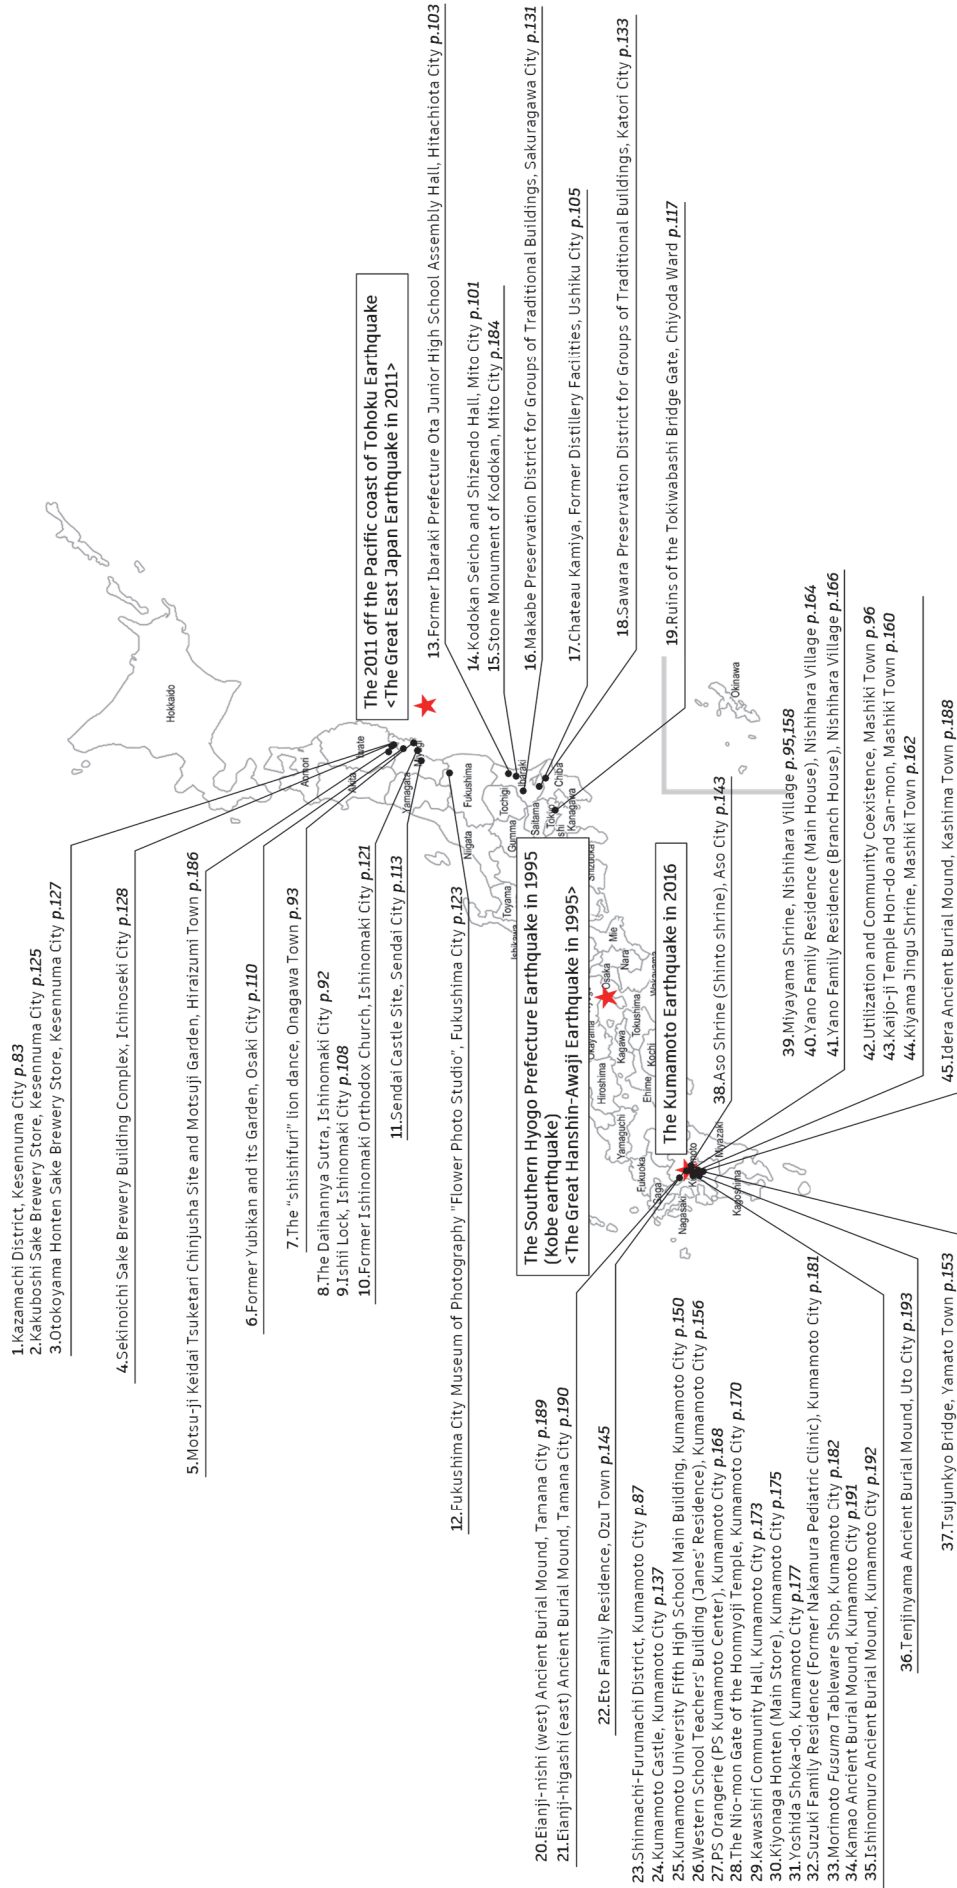 1.Kazamachi District, Kesennuma City p.83
2.Kakuboshi Sake Brewery Store, Kesennuma City p.125
3.Otokoyama Honten Sake Brewery Store, Kesennuma City p.127
4.Sekinoichi Sake Brewery Building Complex, Ichinoseki City p.128
5.Motsu-ji Keidai Tsuketari Chinjusha Site and Motsuji Garden, Hiraizumi Town p.186
6.Former Yubikan and its Garden, Osaki City p.110
7.The "shishifuri" lion dance, Onagawa Town p.93
8.The Daihannya Sutra, Ishinomaki City p.92
9.Ishii Lock, Ishinomaki City p.108
10.Former Ishinomaki Orthodox Church, Ishinomaki City p.121
11.Sendai Castle Site, Sendai City p.113
12.Fukushima City Museum of Photography "Flower Photo Studio", Fukushima City p.123
The 2011 off the Pacific coast of Tohoku Earthquake
<The Great East Japan Earthquake in 2011>
13.Former Ibaraki Prefecture Ota Junior High School Assembly Hall, Hitachiota City p.103
14.Kodokan Seicho and Shizendo Hall, Mito City p.101
15.Stone Monument of Kodokan, Mito City p.184
16.Makabe Preservation District for Groups of Traditional Buildings, Sakuragawa City p.131
17.Chateau Kamiya, Former Distillery Facilities, Ushiku City p.105
18.Sawara Preservation District for Groups of Traditional Buildings, Katori City p.133
19.Ruins of the Tokiwabashi Bridge Gate, Chiyoda Ward p.117
The Southern Hyogo Prefecture Earthquake in 1995
(Kobe earthquake)
<The Great Hanshin-Awaji Earthquake in 1995>
20.Eianji-nishi (west) Ancient Burial Mound, Tamana City p.189
21.Eianji-higashi (east) Ancient Burial Mound, Tamana City p.190
22.Eto Family Residence, Ozu Town p.145
23.Shinmachi-Furumachi District, Kumamoto City p.87
24.Kumamoto Castle, Kumamoto City p.137
25.Kumamoto University Fifth High School Main Building, Kumamoto City p.150
26.Western School Teachers' Building (Janes' Residence), Kumamoto City p.156
27.PS Orangerie (PS Kumamoto Center), Kumamoto City p.168
28.The Nio-mon Gate of the Honmyoji Temple, Kumamoto City p.170
29.Kawashiri Community Hall, Kumamoto City p.173
30.Kiyonaga Honten (Main Store), Kumamoto City p.175
31.Yoshida Shoka-do, Kumamoto City p.177
32.Suzuki Family Residence (Former Nakamura Pediatric Clinic), Kumamoto City p.181
33.Morimoto Fusuma Tableware Shop, Kumamoto City p.182
34.Kamao Ancient Burial Mound, Kumamoto City p.191
35.Ishinomuro Ancient Burial Mound, Kumamoto City p.192
36.Tenjinyama Ancient Burial Mound, Uto City p.193
37.Tsujunkyo Bridge, Yamato Town p.153
The Kumamoto Earthquake in 2016
38.Aso Shrine (Shinto shrine), Aso City p.143
39.Miyayama Shrine, Nishihara Village p.95,158
40.Yano Family Residence (Main House), Nishihara Village p.164
41.Yano Family Residence (Branch House), Nishihara Village p.166
42.Utilization and Community Coexistence, Mashiki Town p.96
43.Kaijo-ji Temple Hon-do and San-mon, Mashiki Town p.160
44.Kiyama Jingu Shrine, Mashiki Town p.162
45.Idera Ancient Burial Mound, Kashima Town p.188
Hokkaido
Aomori
Akita
Iwate
Yamagata
Fukushima
Niigata
Tochigi
Gumma
Ibaraki
Saitama
Tokyo
Chiba
Kanagawa
Toyama
Ishikawa
Shizuoka
Mie
Nara
Osaka
Wakayama
Okayama
Tokushima
Kagawa
Kochi
Ehime
Hiroshima
Yamaguchi
Fukuoka
Saga
Nagasaki
Miyazaki
Kagoshima
Okinawa